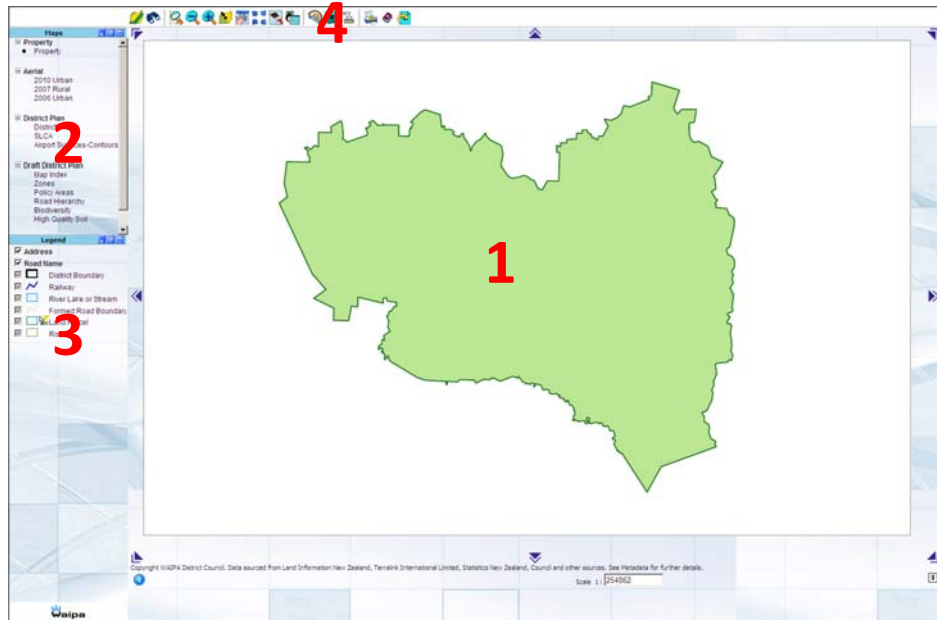 4
Maps
Property
Property
Aerial
2010 Urban
2007 Rural
2006 Urban
District Plan
District
SLCA
Airport Surfaces-Contours
2
Draft District Plan
Map Index
Zones
Policy Areas
Road Hierarchy
Biodiversity
High Quality Soil
1
Legend
Address
Road Name
District Boundary
Railway
River Lake or Stream
Formed Road Boundary
Land Parcel
3
Copyright WAIPA District Council. Data sourced from Land Information New Zealand, Terralink International Limited, Statistics New Zealand, Council and other sources. See Metadata for further details.
Scale 1: 254062
Waipa